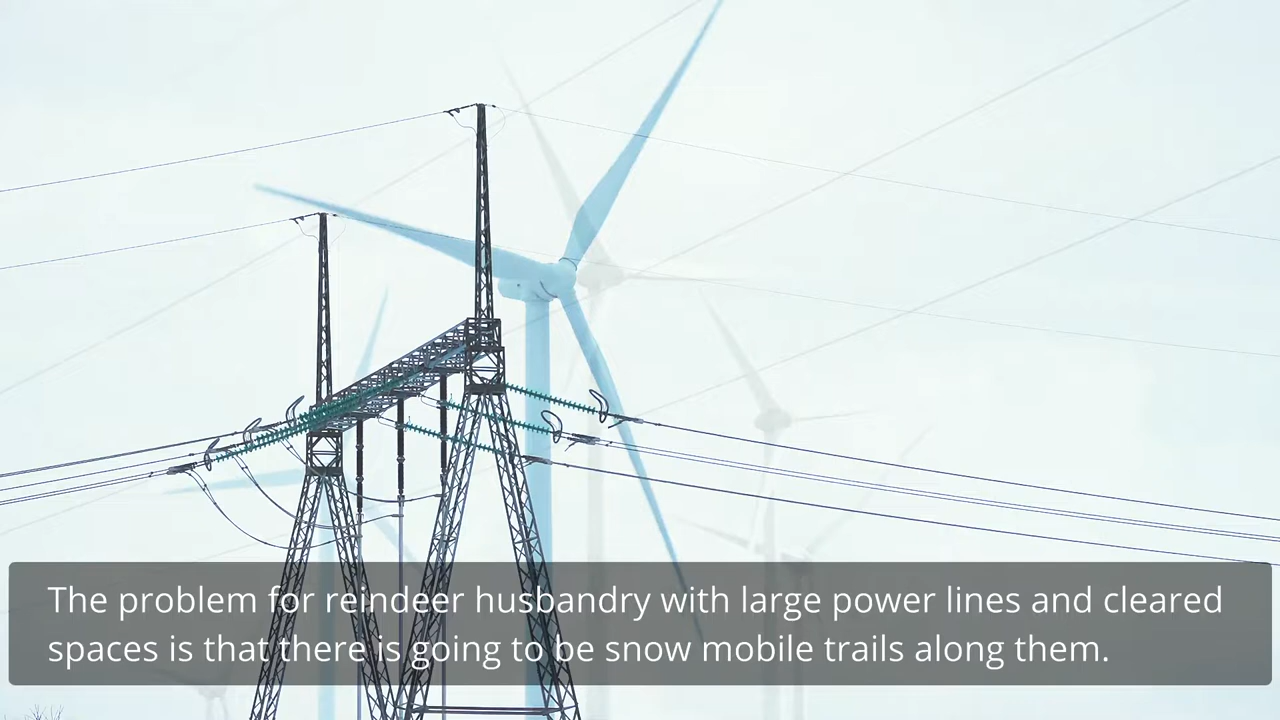 The problem for reindeer husbandry with large power lines and cleared
spaces is that there is going to be snow mobile trails along them.